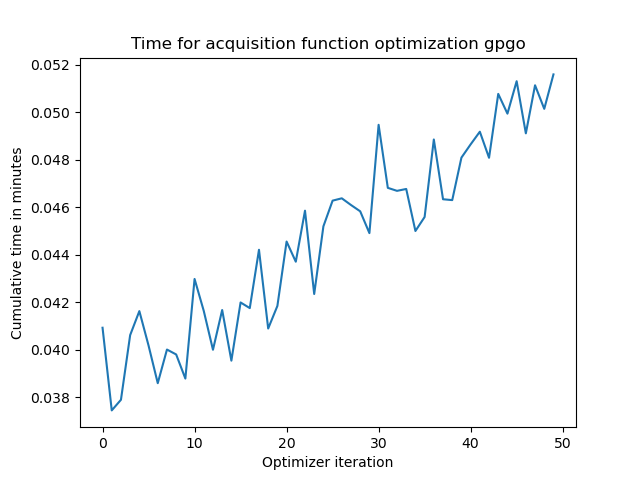 Time for acquisition function optimization gpgo
0.052
0.050
0.048
0.046
0.044
0.042
0.040
0.038
Cumulative time in minutes
0 10 20 30 40 50
Optimizer iteration